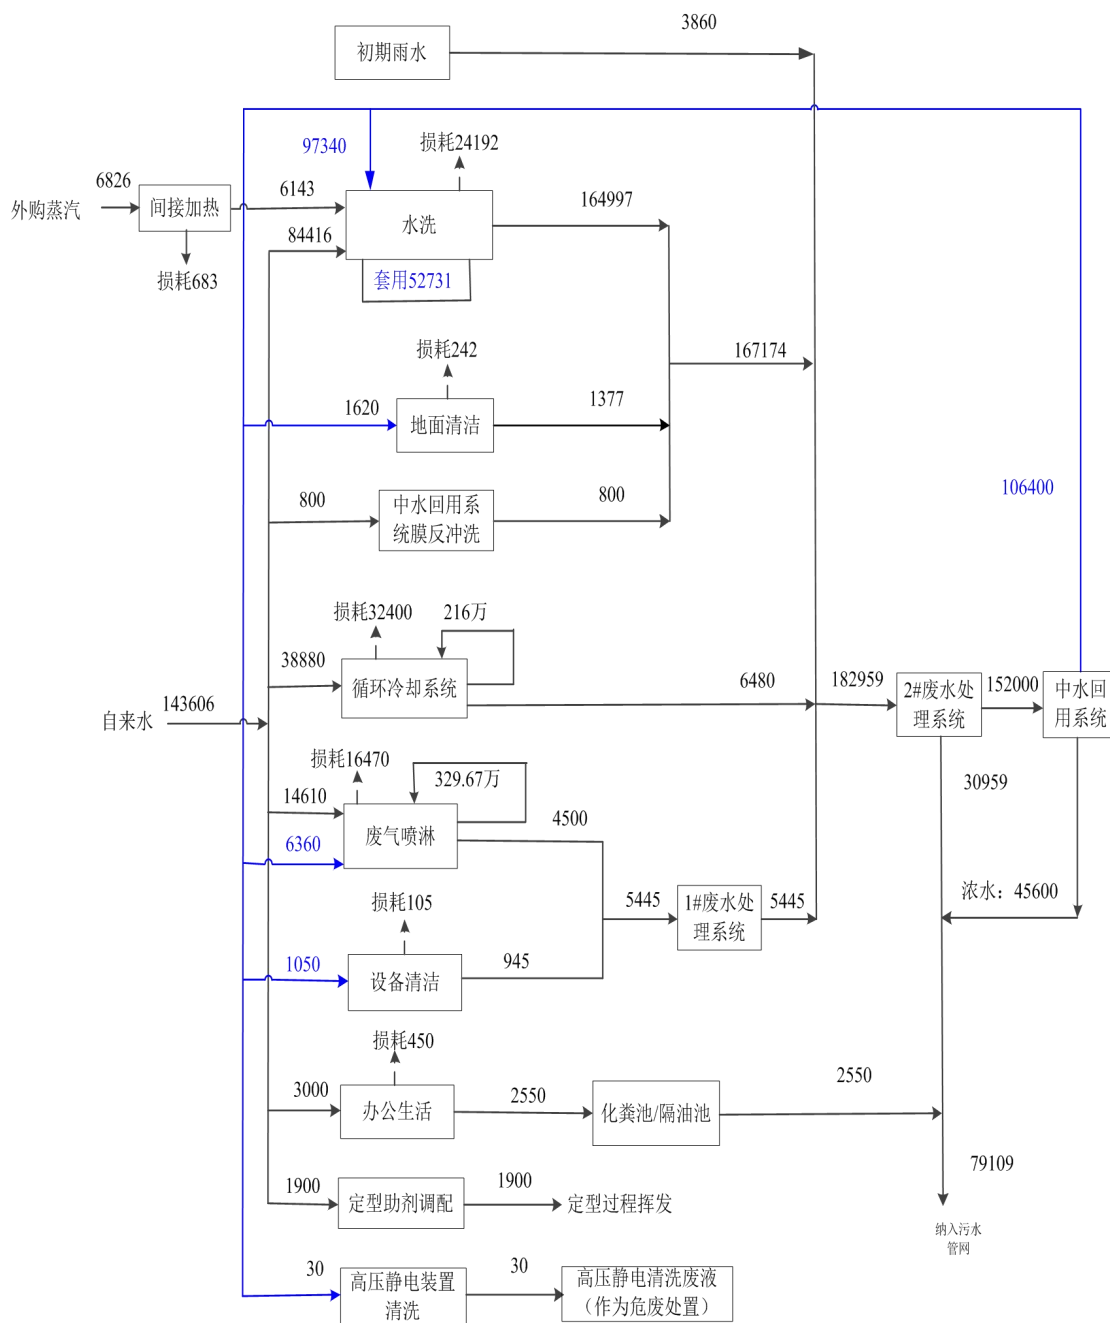 3860
初期雨水
97340
损耗24192
6826
外购蒸汽
间接加热
6143
水洗
164997
84416
损耗683
套用52731
损耗242
167174
1620
地面清洁
1377
106400
800
中水回用系
统膜反冲洗
800
损耗32400
216万
38880
循环冷却系统
6480
182959
2#废水处
理系统
152000
中水回
用系统
自来水
143606
损耗16470
329.67万
14610
废气喷淋
4500
30959
6360
浓水：45600
损耗105
5445
1#废水处
理系统
5445
1050
设备清洁
945
损耗450
3000
办公生活
2550
化粪池/隔油池
2550
79109
1900
定型助剂调配
1900
定型过程挥发
纳入污水
管网
30
高压静电装置
清洗
30
高压静电清洗废液
（作为危废处置）